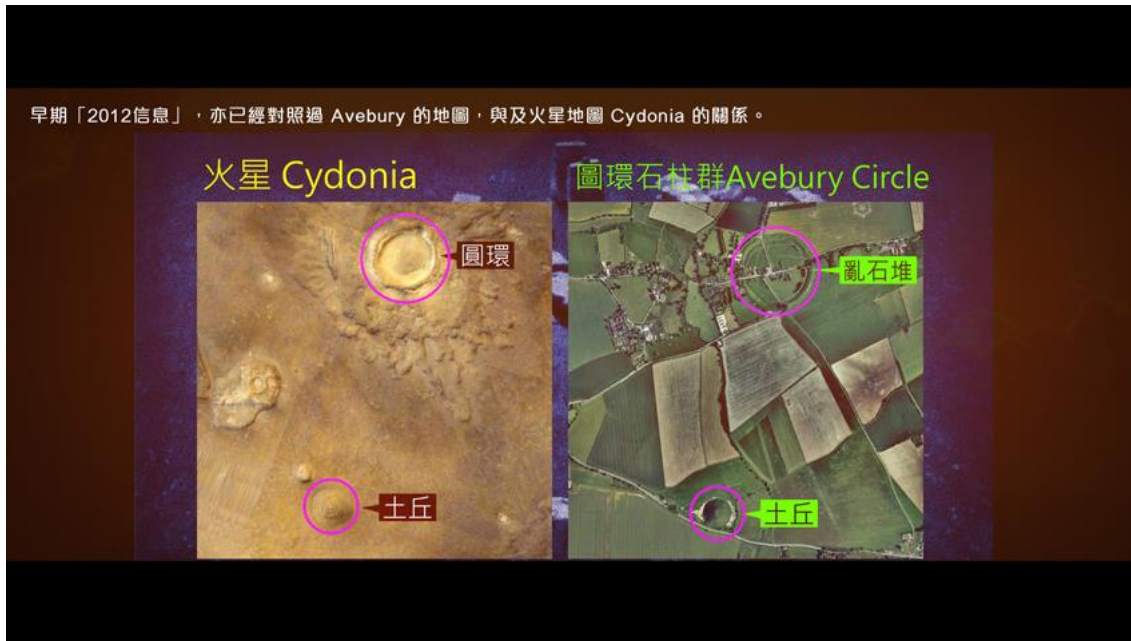 早期「2012信息」，亦已經對照過 Avebury 的地圖，與及火星地圖 Cydonia 的關係。
火星 Cydonia
圖環石柱群Avebury Circle
圓環
亂石堆
土丘
土丘